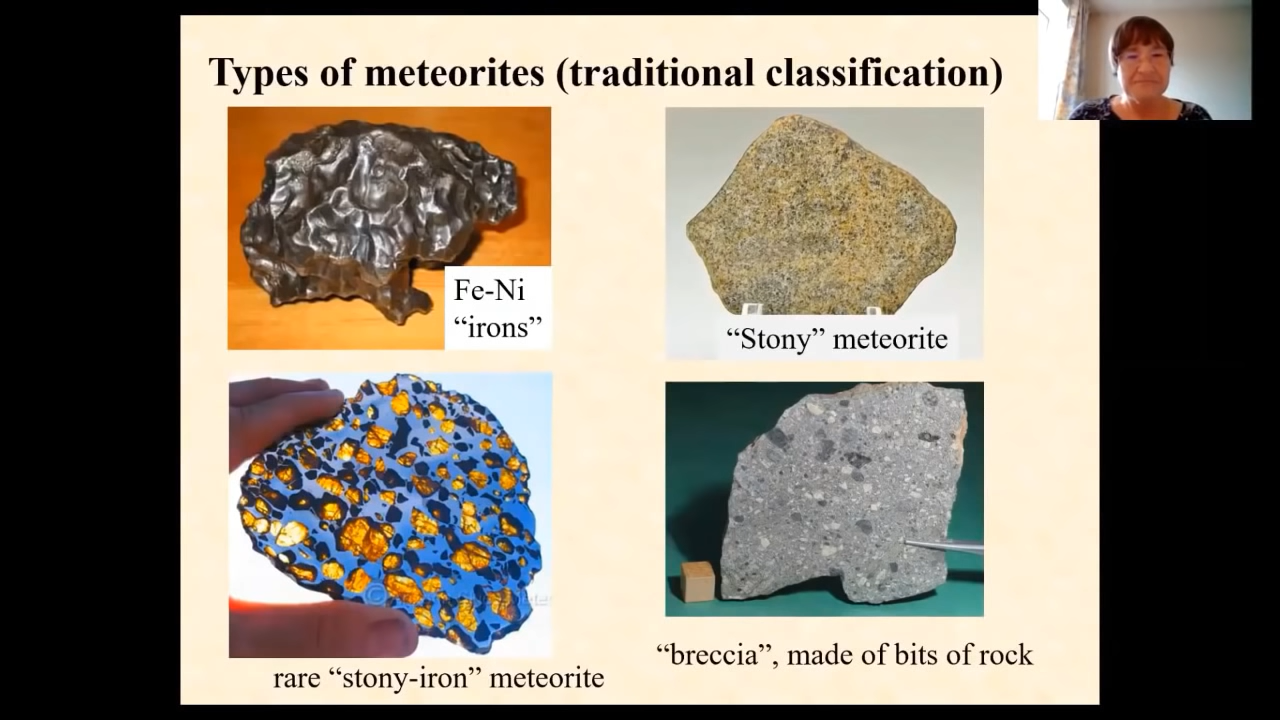 Types of meteorites (traditional classification)
Fe-Ni
“irons”
“Stony” meteorite
rare “stony-iron” meteorite
“breccia”, made of bits of rock